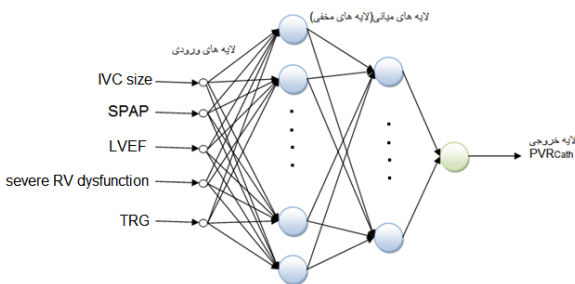 لایه های میانی(لایه های مخفی)
لایه های ورودی
IVC size
SPAP
LVEF
severe RV dysfunction
TRG
لایه خروجی
PVRCath